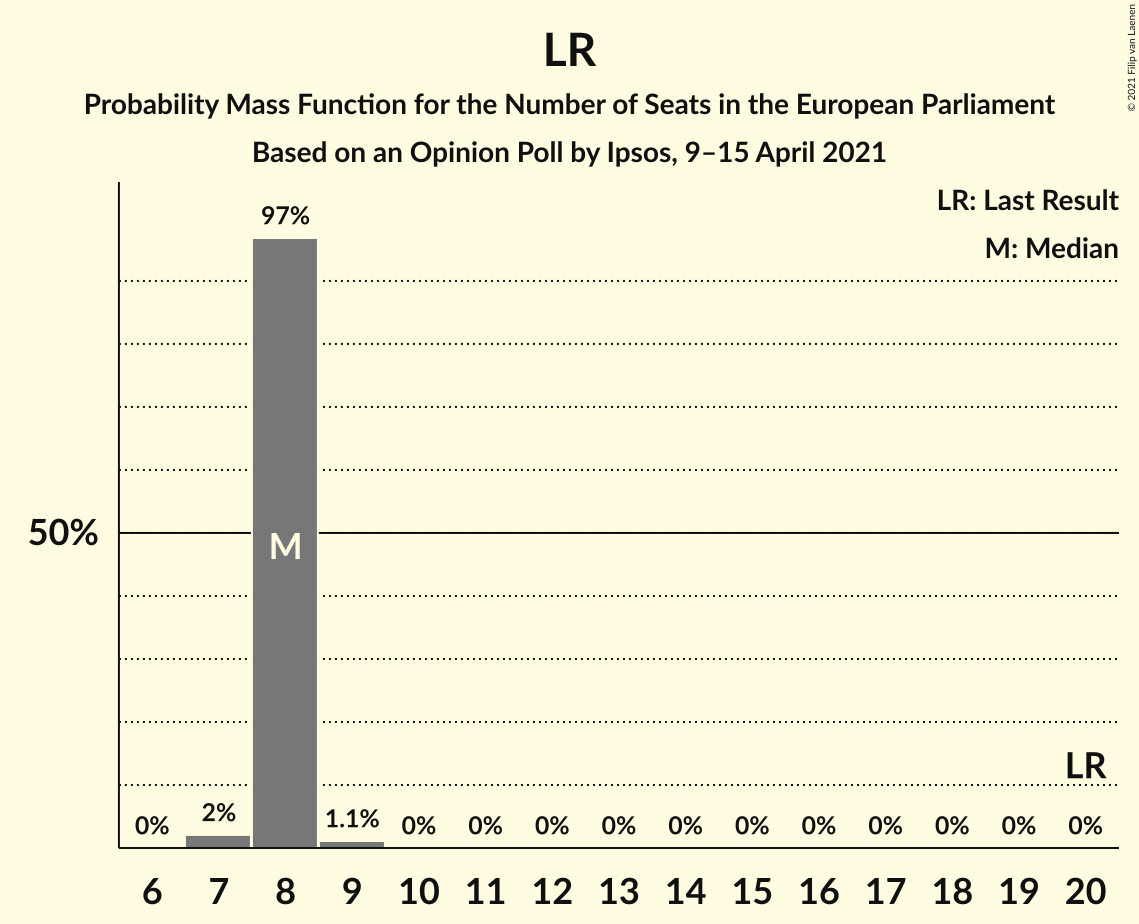 LR
Probability Mass Function for the Number of Seats in the European Parliament
Based on an Opinion Poll by Ipsos, 9–15 April 2021
© 2021 Filip van Laenen
LR: Last Result
M: Median
97%
50%
M
LR
0% 2% 1.1% 0% 0% 0% 0% 0% 0% 0% 0% 0% 0% 0%
6 7 8 9 10 11 12 13 14 15 16 17 18 19 20